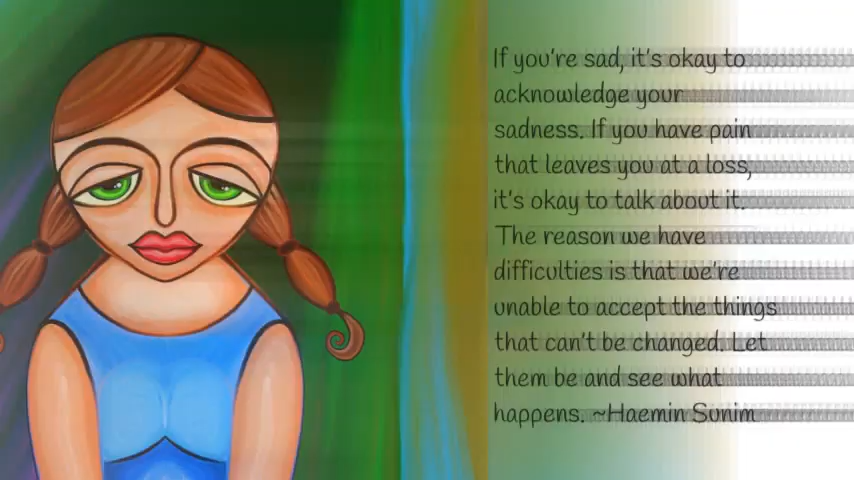 If you're sad, it's okay to
acknowledge your
sadness. If you have pain
that leaves you at a loss,
it's okay to talk about it.
The reason we have
difficulties is that we're
unable to accept the things
that can't be changed. Let
them be and see what
happens. ~Haemin Sunim